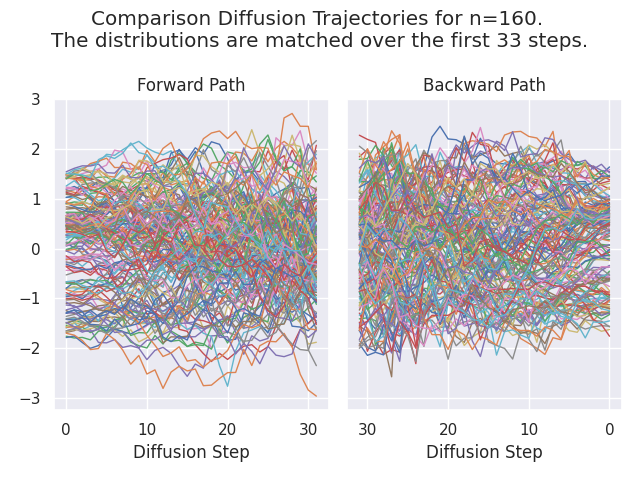 Comparison Diffusion Trajectories for n=160.
The distributions are matched over the first 33 steps.
Forward Path
Backward Path
3
2
1
0
−1
−2
−3
0 10 20 30
30 20 10 0
Diffusion Step
Diffusion Step